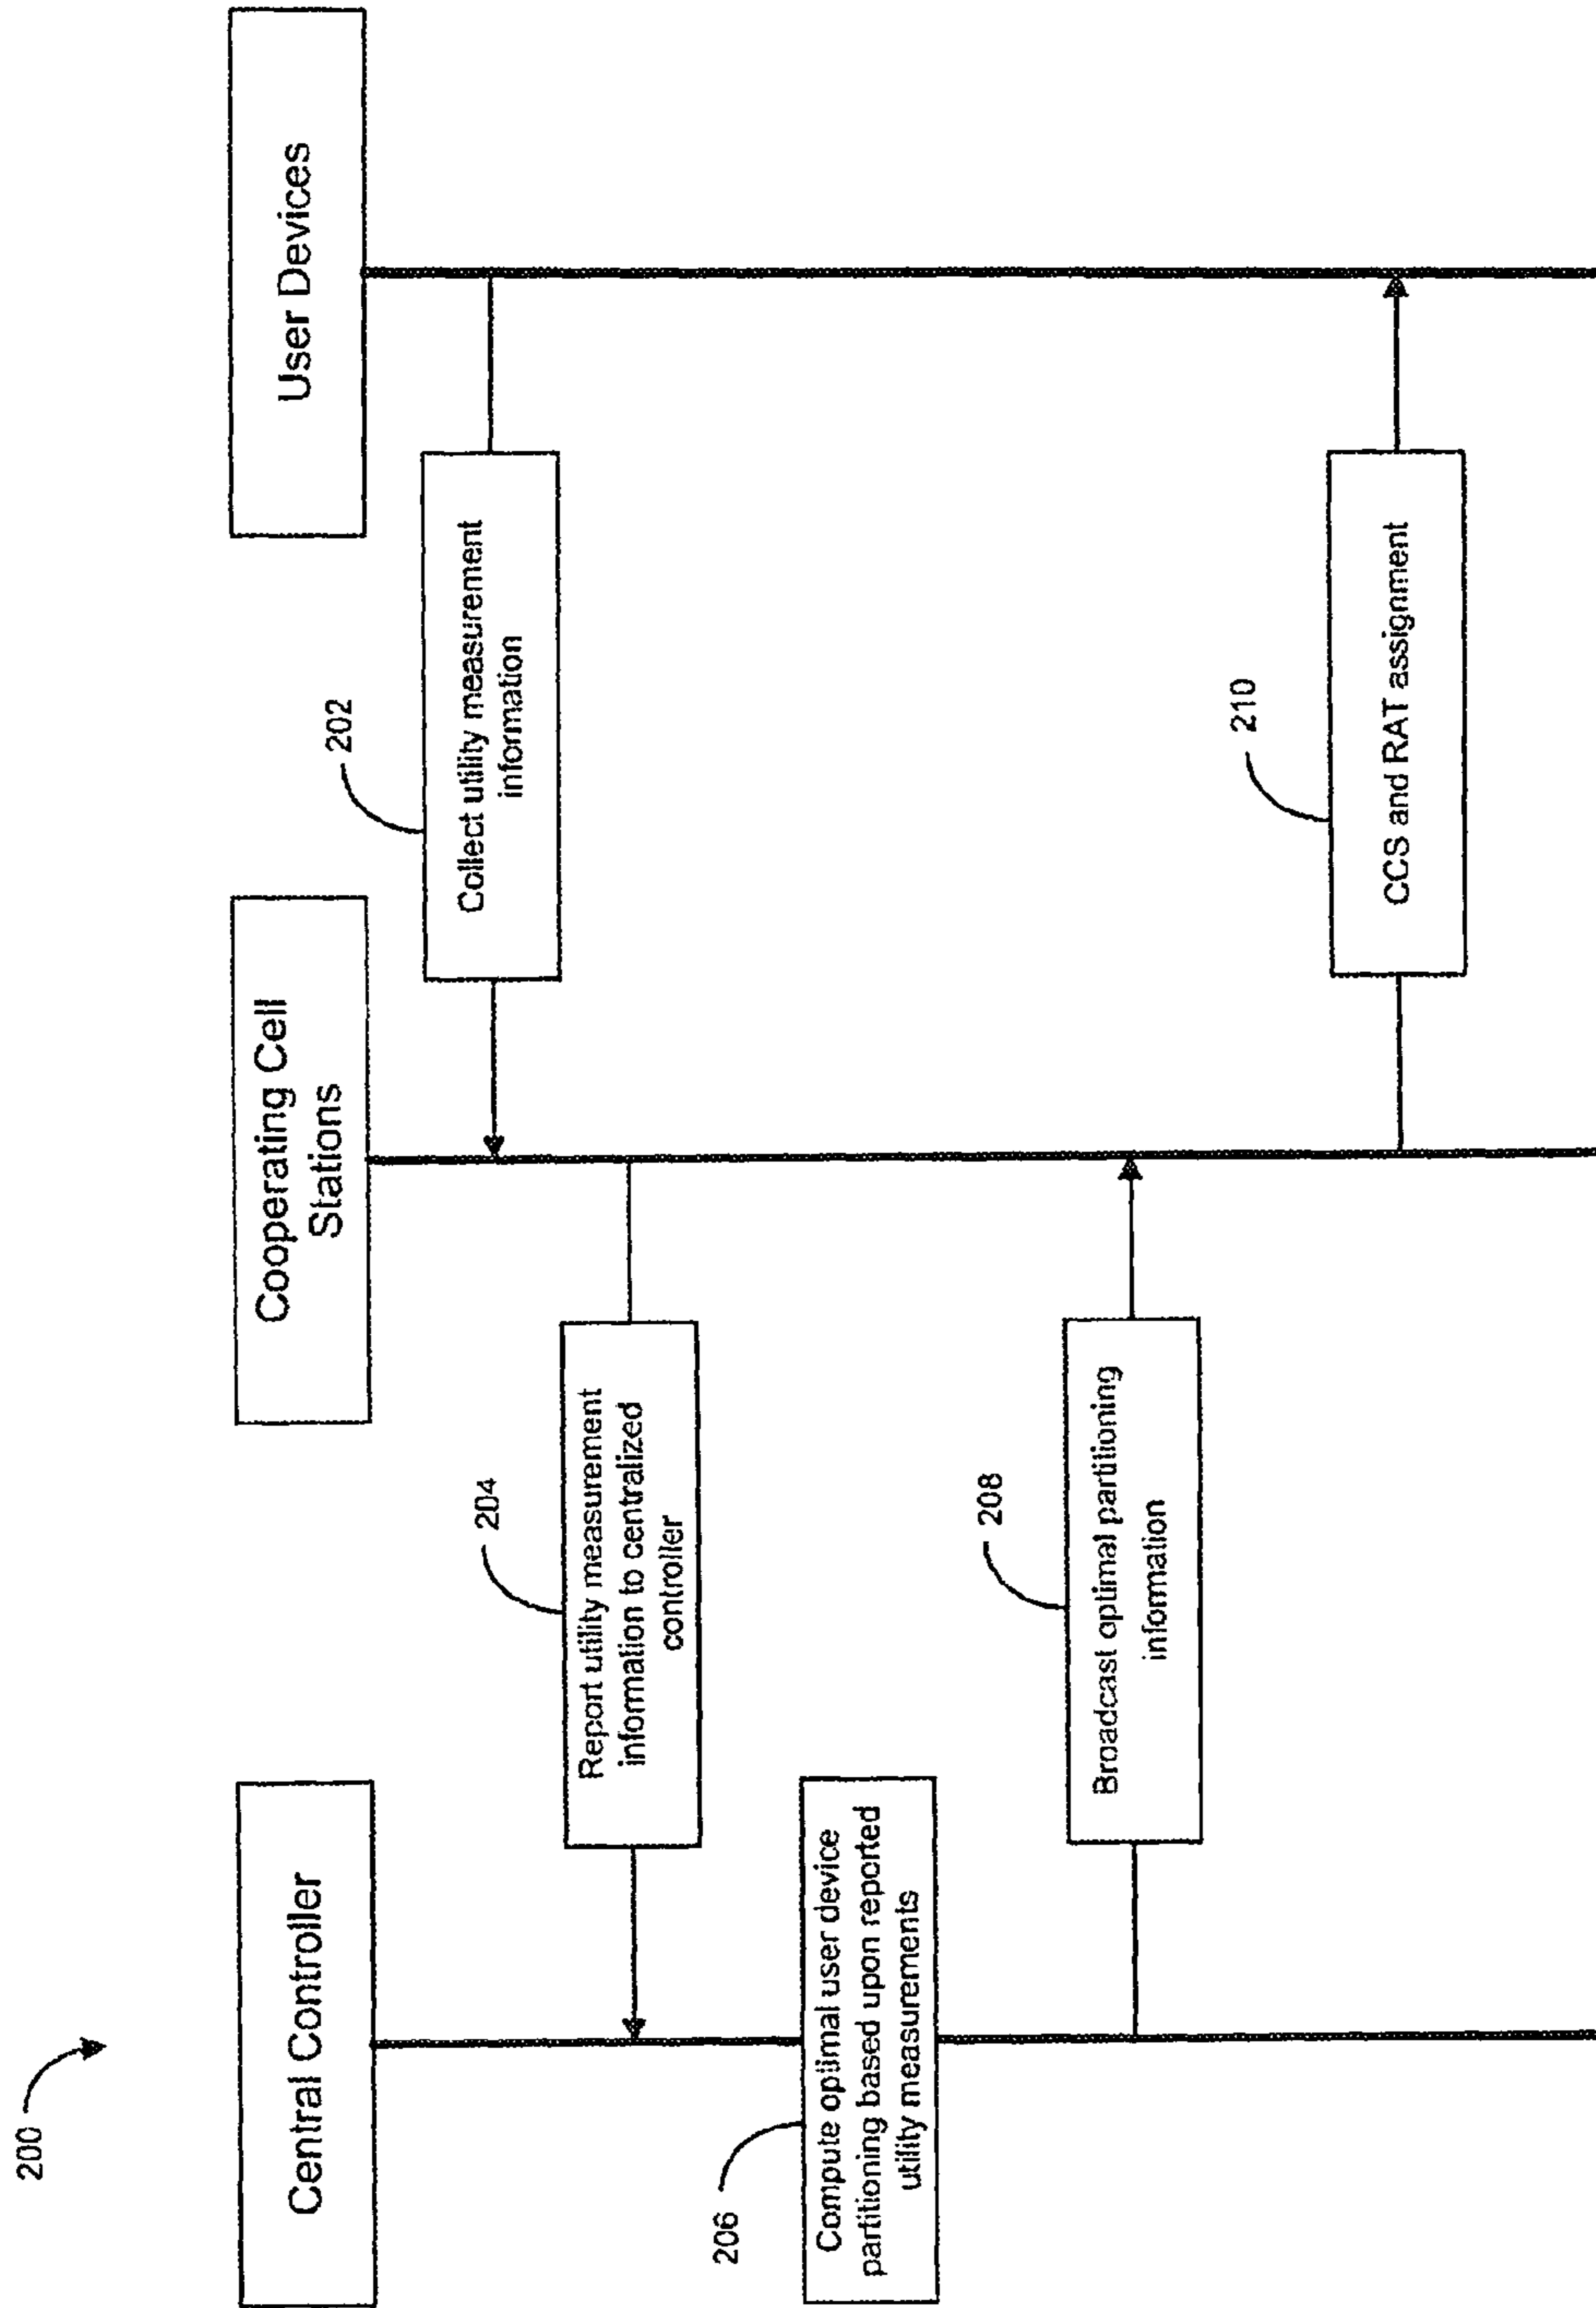 200
Central Controller
Cooperating Cell
Stations
User Devices
202
Collect utility measurement
information
204
Report utility measurement
information to centralized
controller
206
Compute optimal user device
partitioning based upon reported
utility measurements
208
Broadcast optimal partitioning
information
210
CCS and RAT assignment